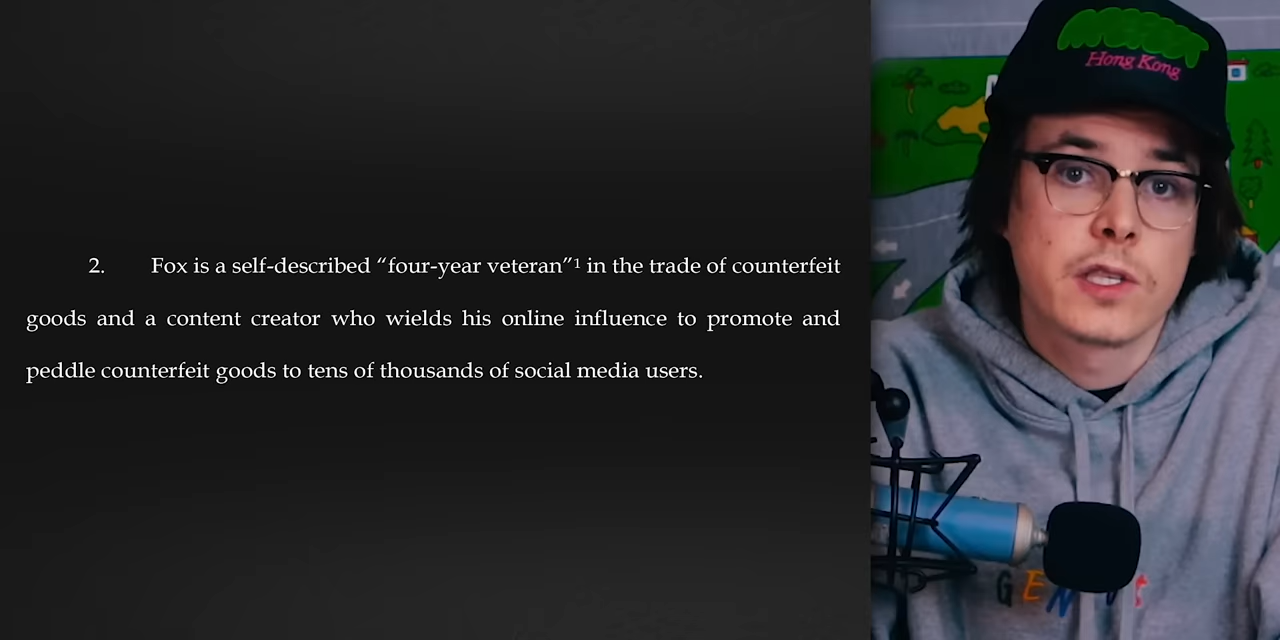 2. Fox is a self-described “four-year veteran”¹ in the trade of counterfeit
goods and a content creator who wields his online influence to promote and
peddle counterfeit goods to tens of thousands of social media users.
Hong Kong